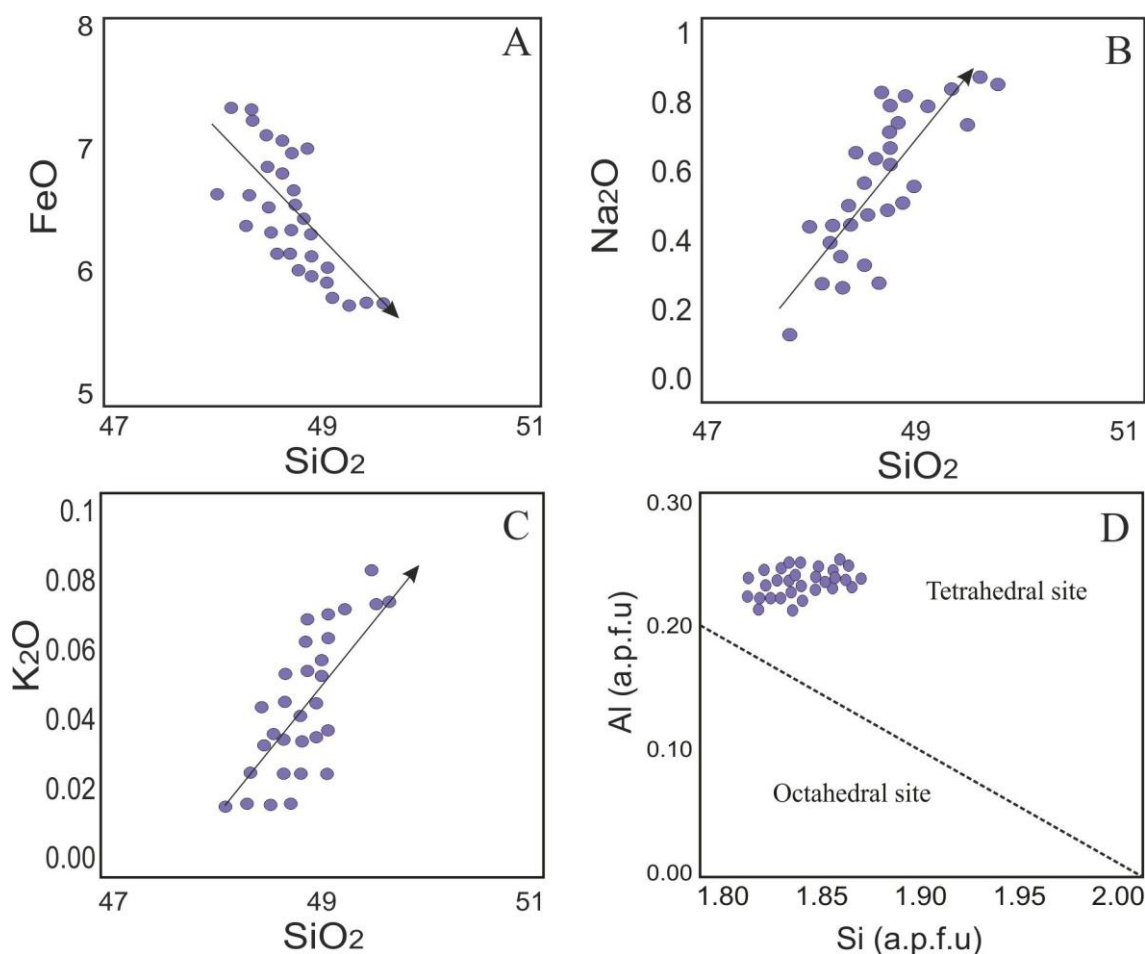 A
8
7
6
5
FeO
47
49
51
SiO2
B
1
0.8
0.6
0.4
0.2
0.0
Na2O
47
49
51
SiO2
C
0.1
0.08
0.06
0.04
0.02
0.00
K2O
47
49
51
SiO2
D
0.30
0.20
0.10
0.00
Al (a.p.f.u)
Tetrahedral site
Octahedral site
1.80
1.85
1.90
1.95
2.00
Si (a.p.f.u)